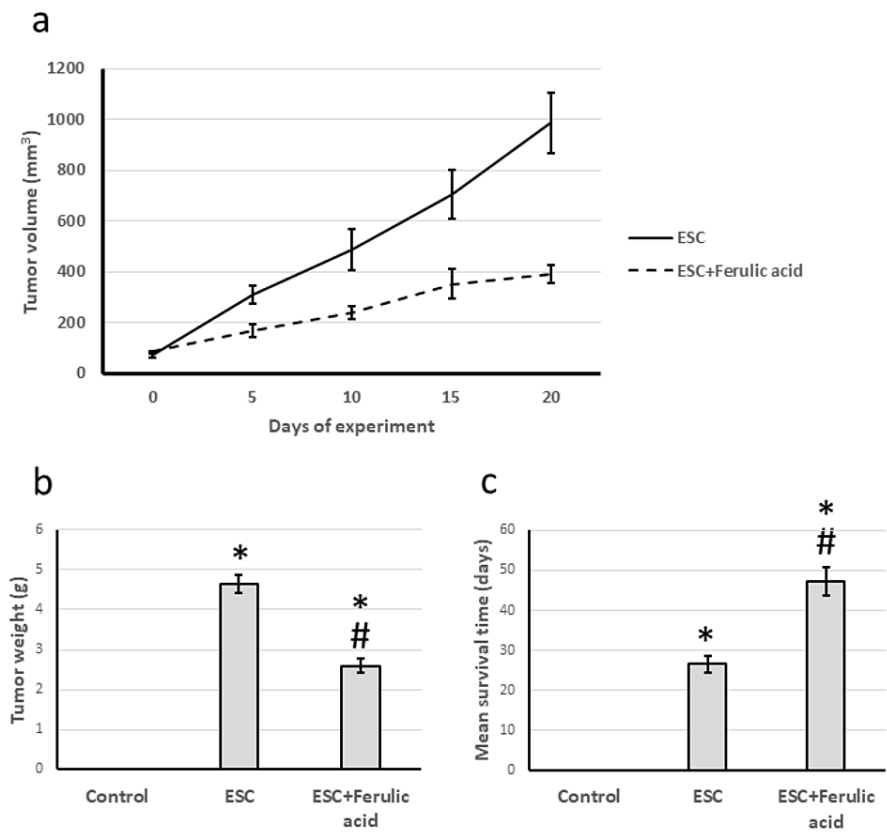 a
1200
1000
800
600
400
200
0
Tumor volume (mm³)
0 5 10 15 20
Days of experiment
ESC
ESC+Ferulic acid
b
6
5
4
3
2
1
0
Tumor weight (g)
*
*
#
Control ESC ESC+Ferulic
acid
c
60
50
40
30
20
10
0
Mean survival time (days)
*
*
#
Control ESC ESC+Ferulic
acid